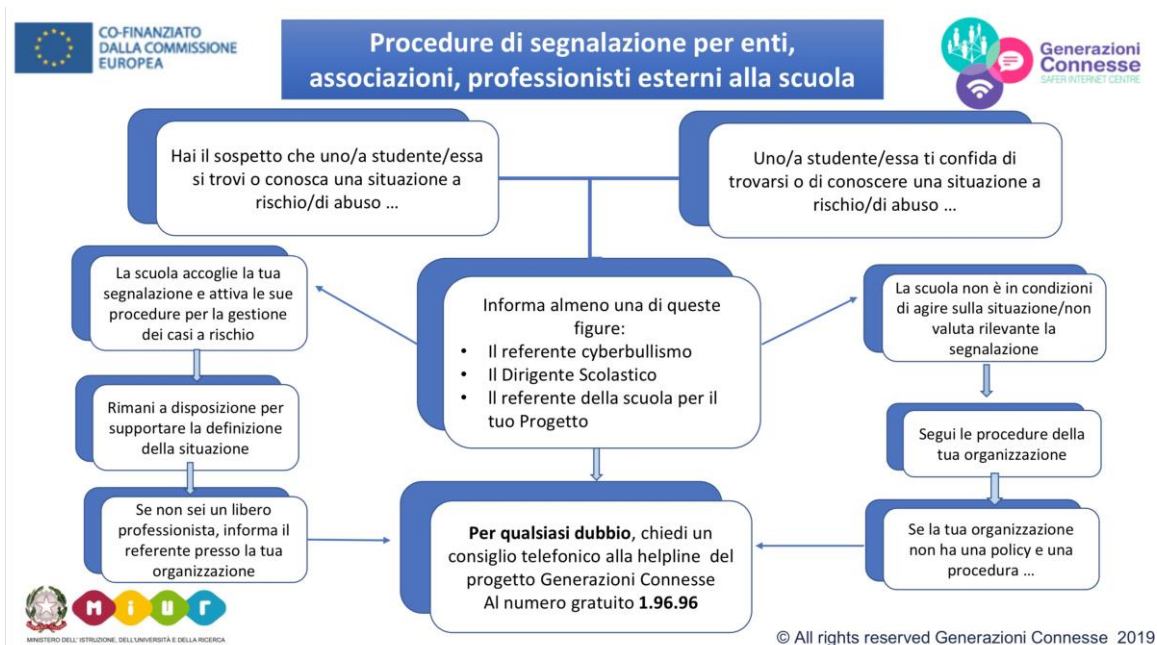 CO-FINANZIATO
DALLA COMMISSIONE
EUROPEA
Procedure di segnalazione per enti,
associazioni, professionisti esterni alla scuola
Generazioni
Connesse
SAFER INTERNET CENTRE
Hai il sospetto che uno/a studente/essa
si trovi o conosca una situazione a
rischio/di abuso ...
Uno/a studente/essa ti confida di
trovarsi o di conoscere una situazione a
rischio/di abuso ...
La scuola accoglie la tua
segnalazione e attiva le sue
procedure per la gestione
dei casi a rischio
Informa almeno una di queste
figure:
• Il referente cyberbullismo
• Il Dirigente Scolastico
• Il referente della scuola per il
tuo Progetto
La scuola non è in condizioni
di agire sulla situazione/non
valuta rilevante la
segnalazione
Rimani a disposizione per
supportare la definizione
della situazione
Segui le procedure della
tua organizzazione
Se non sei un libero
professionista, informa il
referente presso la tua
organizzazione
Per qualsiasi dubbio, chiedi un
consiglio telefonico alla helpline del
progetto Generazioni Connesse
Al numero gratuito 1.96.96
Se la tua organizzazione
non ha una policy e una
procedura ...
MiUr
MINISTERO DELL' ISTRUZIONE, DELL'UNIVERSITÀ E DELLA RICERCA
© All rights reserved Generazioni Connesse 2019